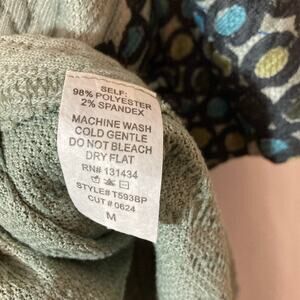 SELF:
98% POLYESTER
2% SPANDEX
MACHINE WASH
COLD GENTLE
DO NOT BLEACH
DRY FLAT
RN# 131434
STYLE# T593BP
CUT # 0624
M